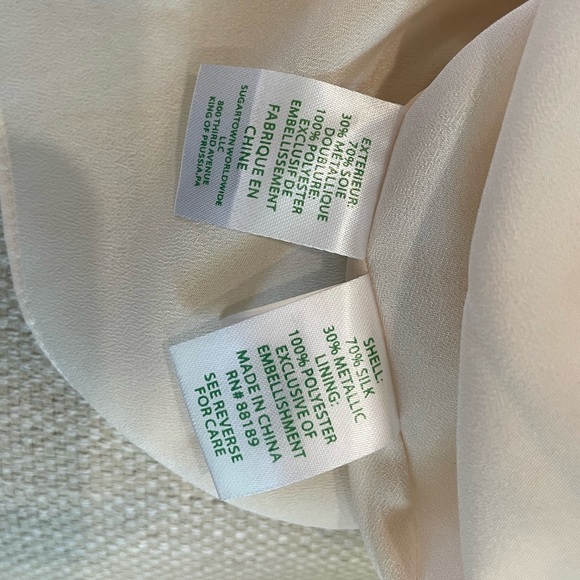 EXTERIEUR:
70% SOIE
30% METALLIQUE
DOUBLURE:
100% POLYESTER
EXCLUSIF DE
EMBELLISSEMENT
FABRIQUE EN
CHINE
SUGARTOWN WORLDWIDE
LLC
800 THIRD AVENUE
KING OF PRUSSIA,PA
SHELL:
70% SILK
30% METALLIC
LINING:
100% POLYESTER
EXCLUSIVE OF
EMBELLISHMENT
MADE IN CHINA
RN# 88189
SEE REVERSE
FOR CARE